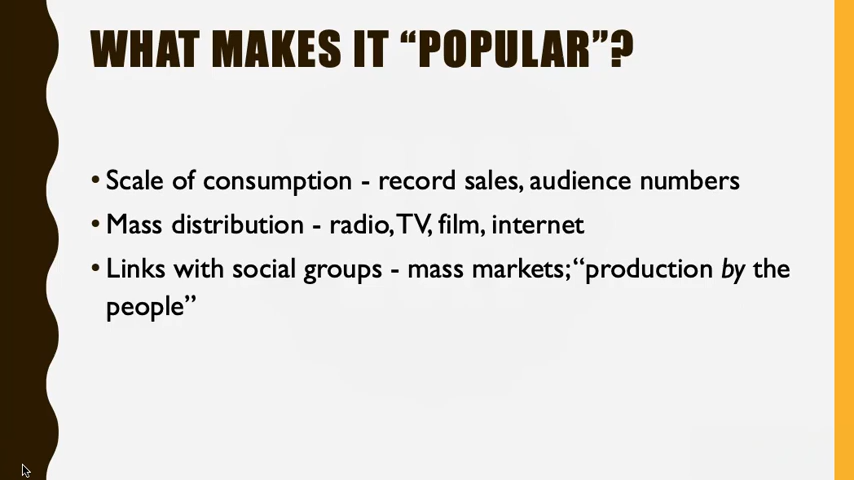 WHAT MAKES IT “POPULAR”?
• Scale of consumption - record sales, audience numbers
• Mass distribution - radio, TV, film, internet
• Links with social groups - mass markets; “production by the
people”